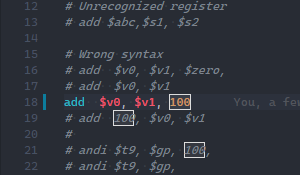 12 # Unrecognized register
13 # add $abc,$s1, $s2
14
15 # Wrong syntax
16 # add $v0, $v1, $zero,
17 # add $v0, $v1
18 add $v0, $v1, 100 You, a few
19 # add 100, $v0, $v1
20 #
21 # andi $t9, $gp, 100,
22 # andi $t9, $gp,